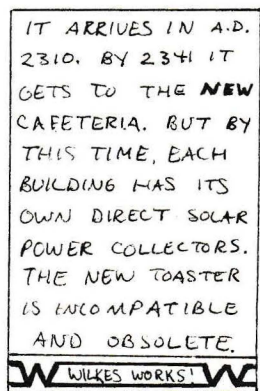 IT ARRIVES IN A.D.
2310. BY 2341 IT
GETS TO THE NEW
CAFETERIA. BUT BY
THIS TIME, EACH
BUILDING HAS ITS
OWN DIRECT SOLAR
POWER COLLECTORS.
THE NEW TOASTER
IS INCOMPATIBLE
AND OBSOLETE.
W WILKES WORKS! W